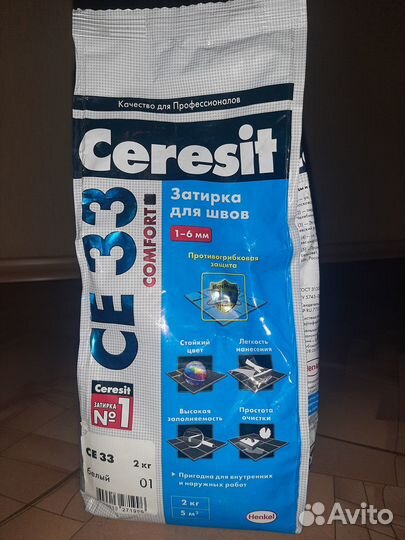 Качество для Профессионалов
Ceresit
CE 33
COMFORT
Затирка
для швов
1-6 мм
Противогрибковая
защита
Стойкий
цвет
Легкость
нанесения
Высокая
заполняемость
Простота
очистки
Ceresit
ЗАТИРКА
№1
CE 33
2 кг
белый
01
• Пригодна для внутренних
и наружных работ
2 кг
5 м²
Henkel
Avito